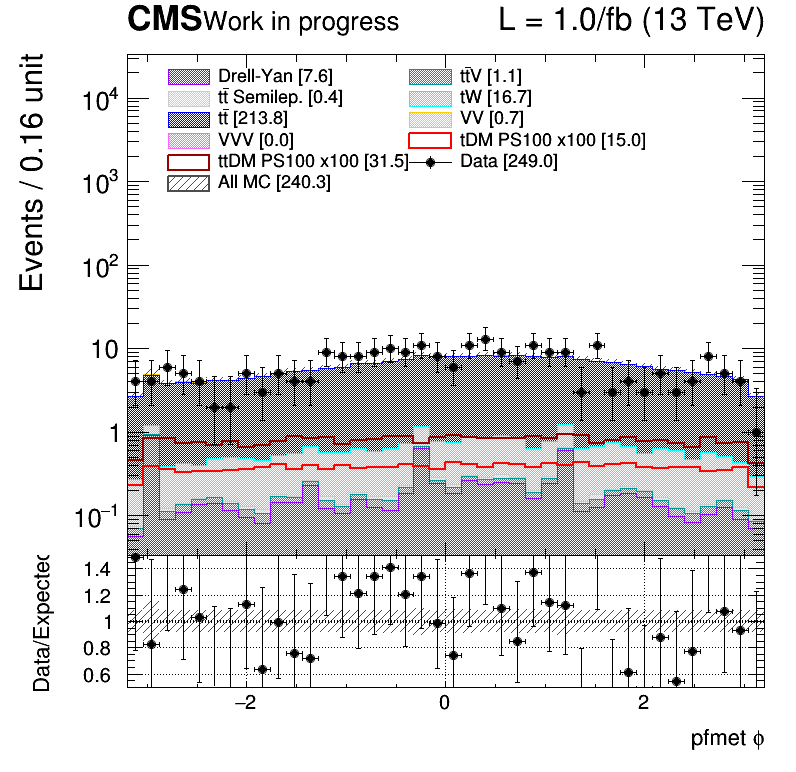 CMS Work in progress L = 1.0/fb (13 TeV)
Drell-Yan [7.6] tt̄V [1.1]
tt̄ Semilep. [0.4] tW [16.7]
tt̄ [213.8] VV [0.7]
VVV [0.0] tDM PS100 x100 [15.0]
ttDM PS100 x100 [31.5] Data [249.0]
All MC [240.3]
Events / 0.16 unit
10⁴
10³
10²
10
1
10⁻¹
Data/Expected
1.4
1.2
1
0.8
0.6
−2 0 2
pfmet ϕ